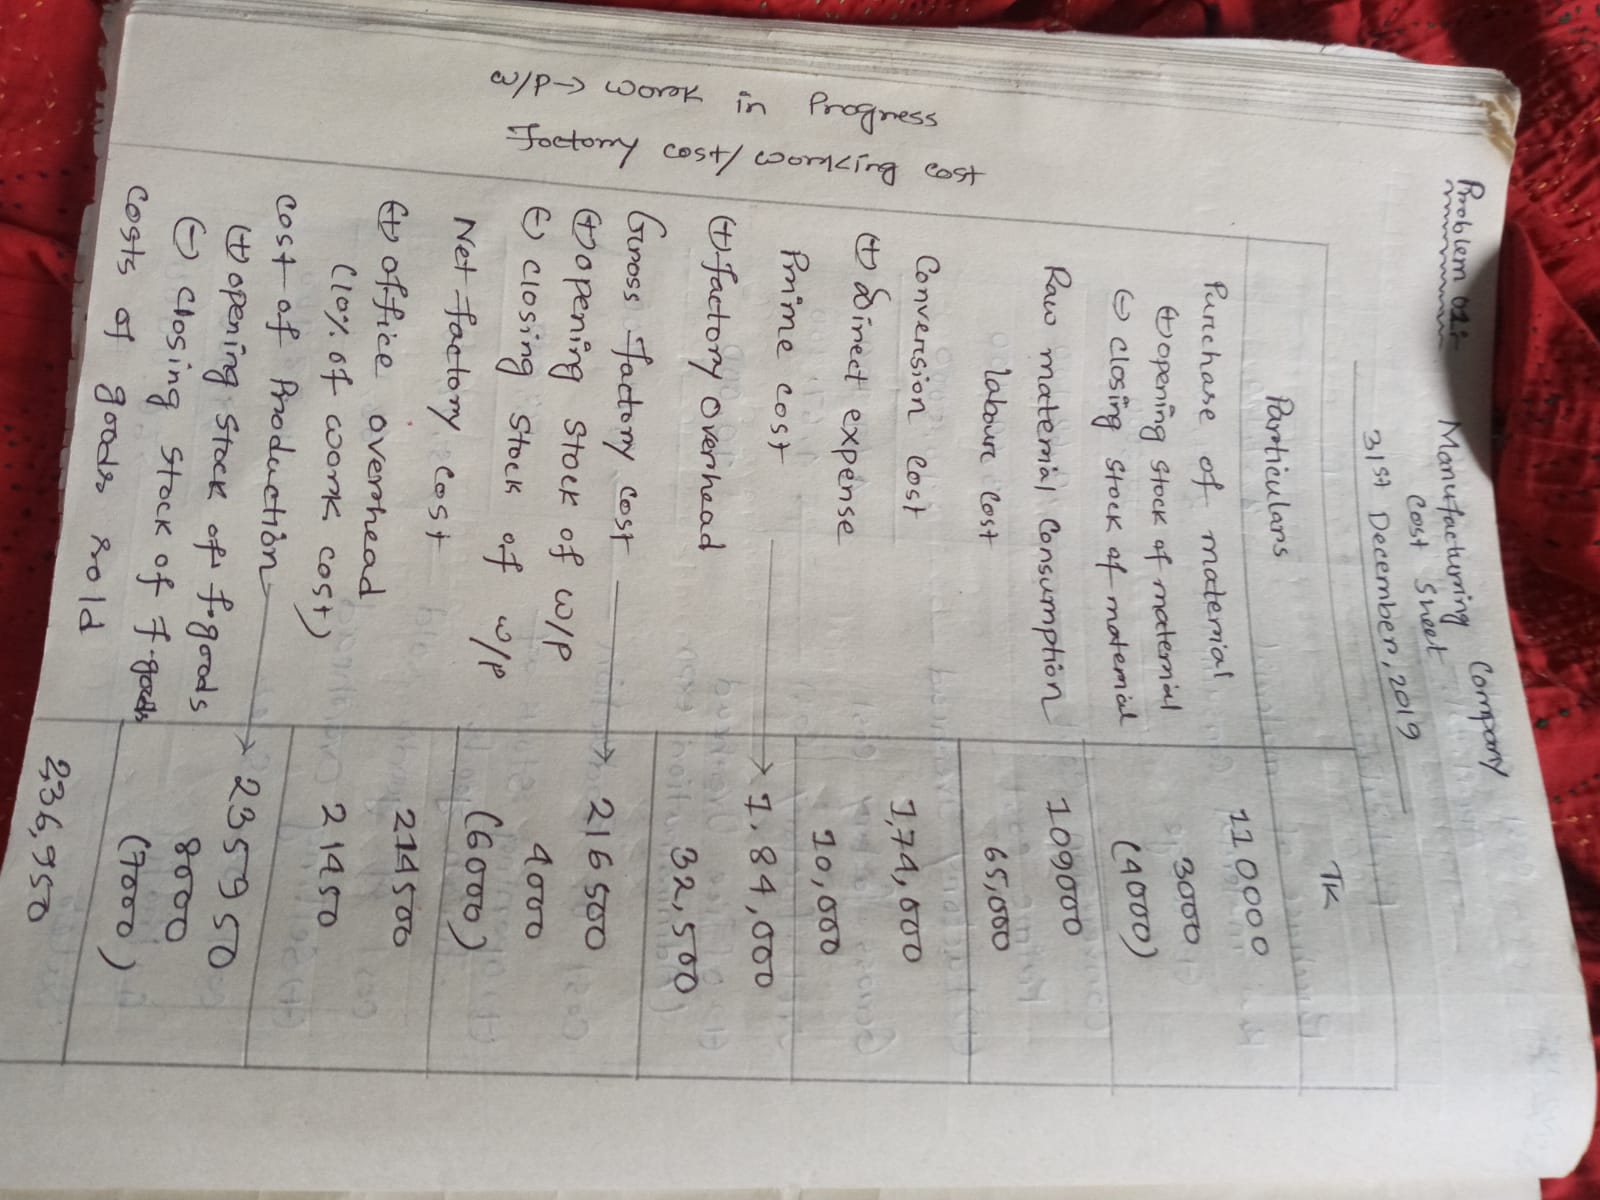 w/p → work in Progress
Factory cost/working cost
Problem 01:-
Manufacturing Company
Cost Sheet
31st December, 2019
Particulars TK
Purchase of material 110000
(+) opening stock of material 3000
(-) closing stock of material (4000)
Raw material consumption 109000
labour cost 65,000
Conversion cost 1,74,000
(+) Direct expense 10,000
Prime cost → 1,84,000
(+) factory overhead 32,500
Gross factory cost → 216500
(+) opening stock of w/p 4000
(-) closing stock of w/p (6000)
Net factory cost 214500
(+) office overhead 21450
(10% of work cost)
cost of Production → 235950
(+) opening stock of f.goods 8000
(-) closing stock of f.goods (7000)
costs of goods sold 2,36,950